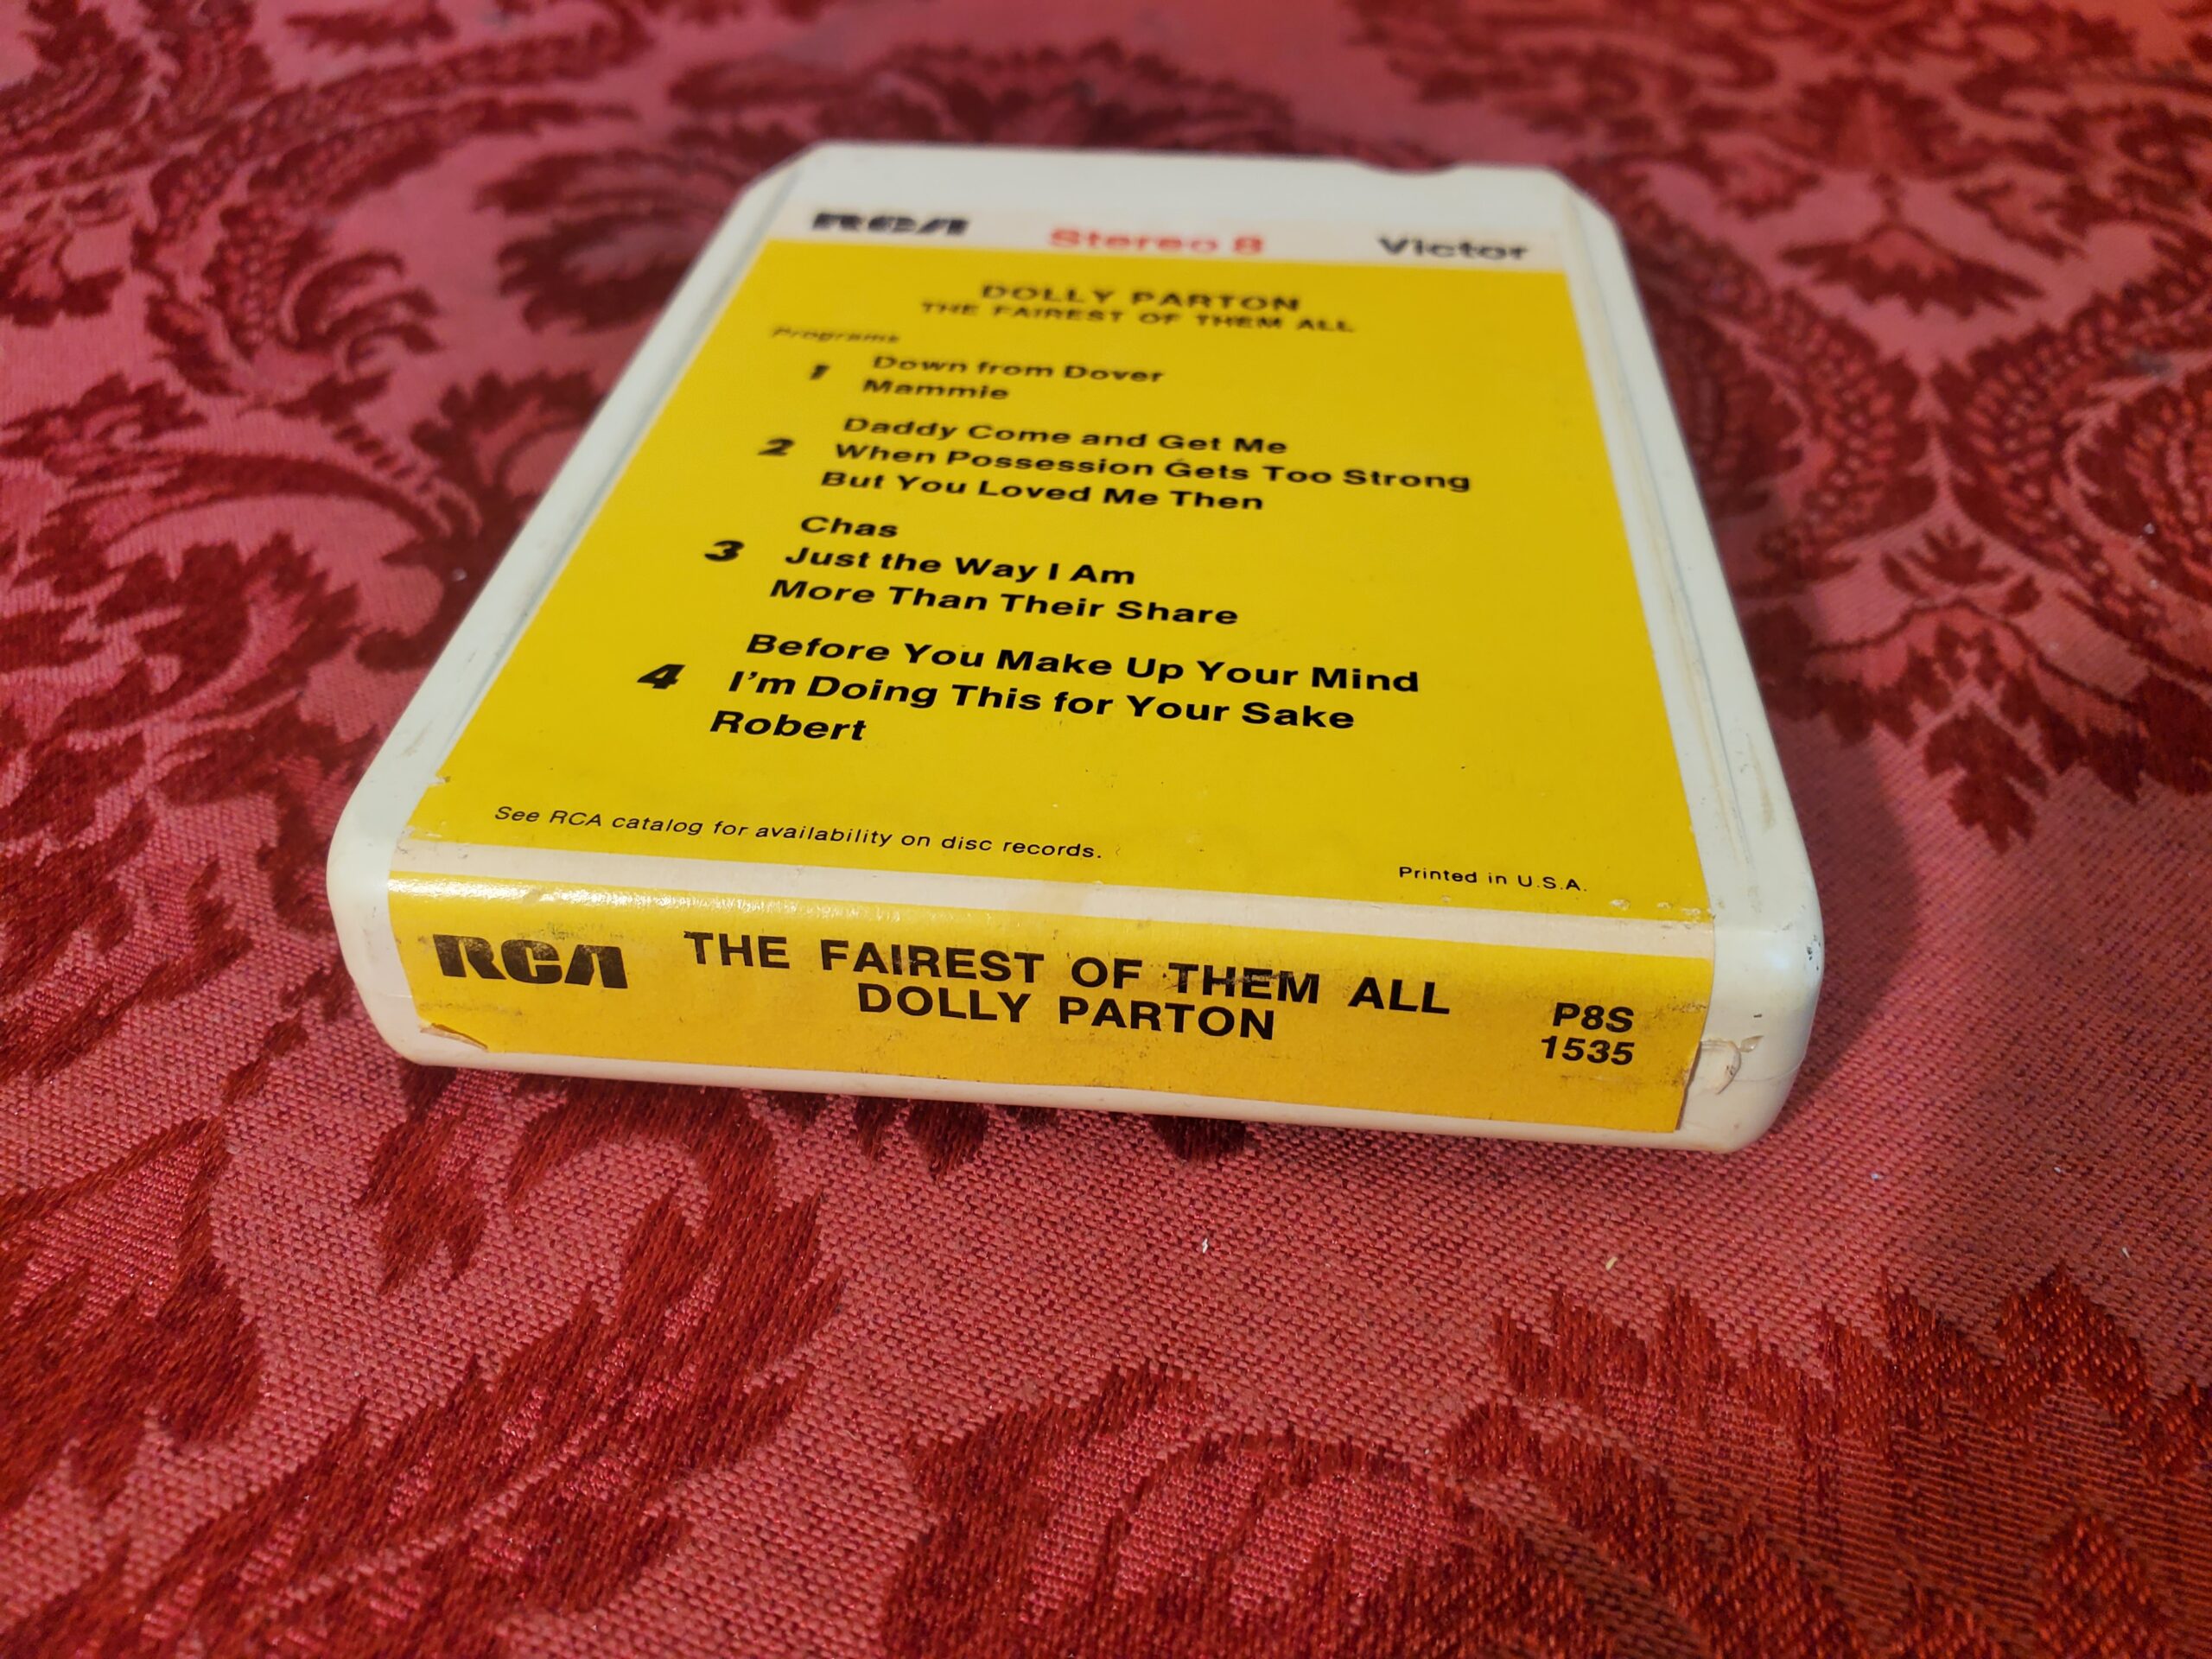 RCA Stereo 8 Victor
DOLLY PARTON
THE FAIREST OF THEM ALL
Programs
1 Down from Dover
Mammie
Daddy Come and Get Me
2 When Possession Gets Too Strong
But You Loved Me Then
Chas
3 Just the Way I Am
More Than Their Share
Before You Make Up Your Mind
4 I'm Doing This for Your Sake
Robert
See RCA catalog for availability on disc records.
Printed in U.S.A.
RCA THE FAIREST OF THEM ALL
DOLLY PARTON
P8S
1535